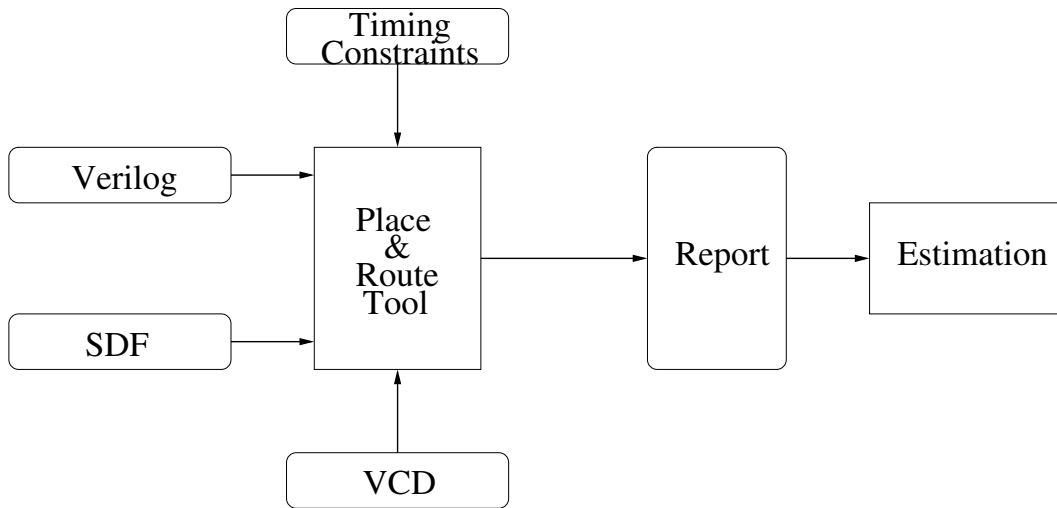 Timing
Constraints
Verilog
Place
&
Route
Tool
Report
Estimation
SDF
VCD